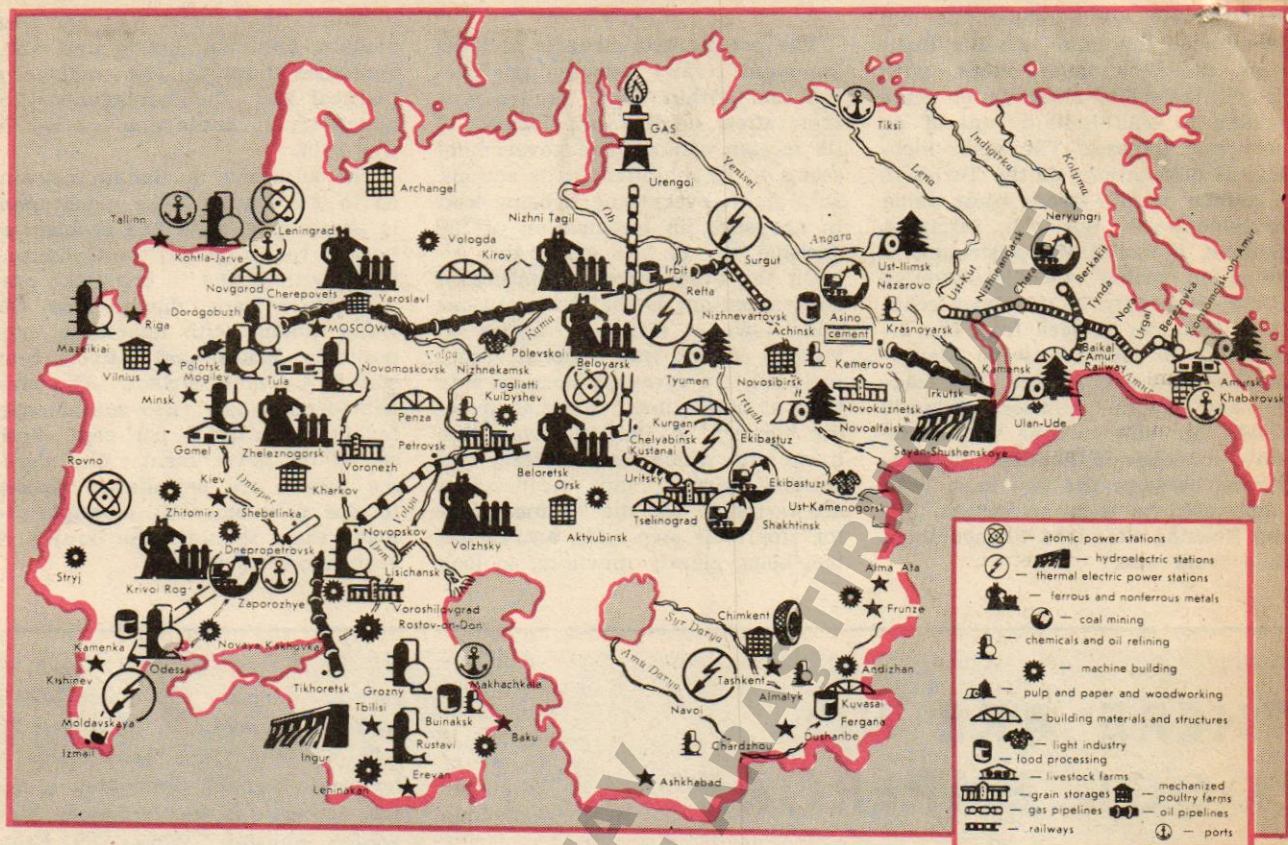 GAS
Urengoi
Tiksi
Indigirka
Kolyma
Yenisei
Lena
Ob
Angara
Archangel
Tallinn
Kohtla-Jarve
Leningrad
Novgorod
Cherepovets
Vologda
Kirov
Nizhni Tagil
Irbit
Refta
Surgut
Ust-Ilimsk
Neryungri
Nazarovo
Ust-Kut
Nizhneangarsk
Chara
Berkakit
Tynda
Nora
Urgal
Berezovka
Komsomolsk-on-Amur
Riga
Mazeikiai
Dorogobuzh
Yaroslavl
MOSCOW
Volga
Kama
Polevskoi
Beloyarsk
Nizhnevartovsk
Achinsk
Asino
cement
Krasnoyarsk
Vilnius
Polotsk
Mogilev
Tula
Novomoskovsk
Nizhnekamsk
Togliatti
Kuibyshev
Tyumen
Novosibirsk
Kemerovo
Kamensk
Baikal
Amur
Railway
Amur
Minsk
Penza
Irtysh
Novokuznetsk
Novoaltaisk
Irkutsk
Ulan-Ude
Amursk
Khabarovsk
Gomel
Zheleznogorsk
Voronezh
Petrovsk
Beloretsk
Kurgan
Chelyabinsk
Kustanai
Ekibastuz
Sayan-Shushenskoye
Rovno
Kiev
Dnieper
Kharkov
Volga
Orsk
Uritsky
Ekibastuz
Ust-Kamenogorsk
Zhitomir
Shebelinka
Novopskov
Volzhsky
Aktyubinsk
Tselinograd
Shakhtinsk
Stryj
Dnepropetrovsk
Don
Lisichansk
Krivoi Rog
Zaporozhye
Voroshilovgrad
Rostov-on-Don
Alma Ata
Chimkent
Frunze
Syr Darya
Kamenka
Novaya Kakhovka
Kishinev
Odessa
Tikhoretsk
Grozny
Makhachkala
Amu Darya
Tashkent
Andizhan
Moldavskaya
Tbilisi
Buinaksk
Navoi
Almalyk
Kuvasai
Fergana
Izmail
Ingur
Rustavi
Baku
Chardzhou
Dushanbe
Leninakan
Erevan
Ashkhabad
— atomic power stations
— hydroelectric stations
— thermal electric power stations
— ferrous and nonferrous metals
— coal mining
— chemicals and oil refining
— machine building
— pulp and paper and woodworking
— building materials and structures
— light industry
— food processing
— livestock farms
— grain storages
— mechanized poultry farms
— gas pipelines
— oil pipelines
— railways
— ports